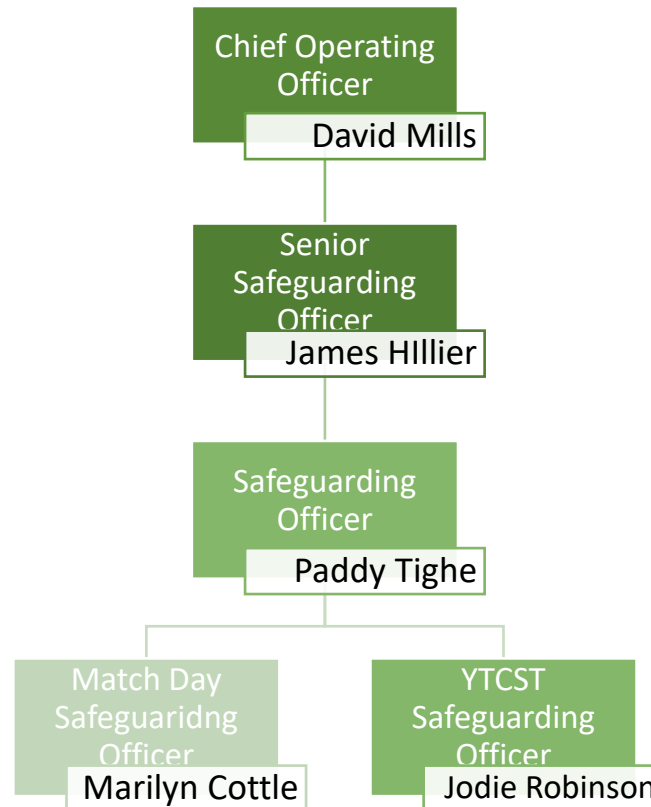 Chief Operating
Officer
David Mills
Senior
Safeguarding
Officer
James HIllier
Safeguarding
Officer
Paddy Tighe
Match Day
Safeguaridng
Officer
Marilyn Cottle
YTCST
Safeguarding
Officer
Jodie Robinson